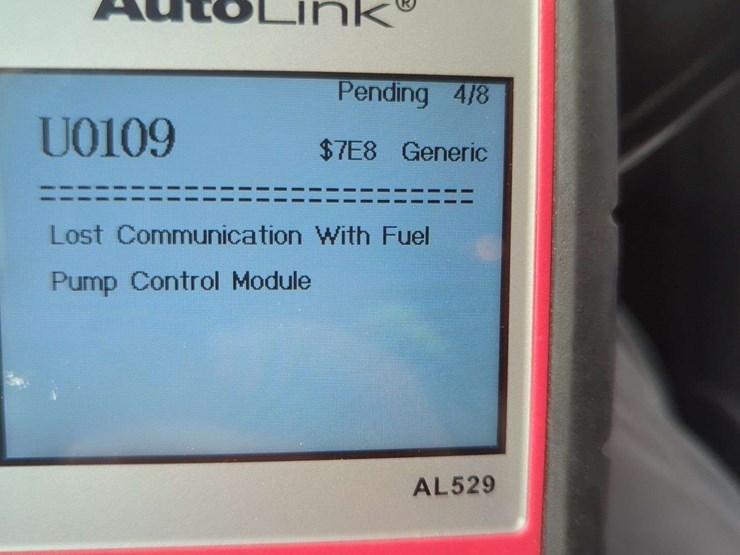 AutoLink®
Pending 4/8
U0109
$7E8 Generic
==========================
Lost Communication With Fuel
Pump Control Module
AL529